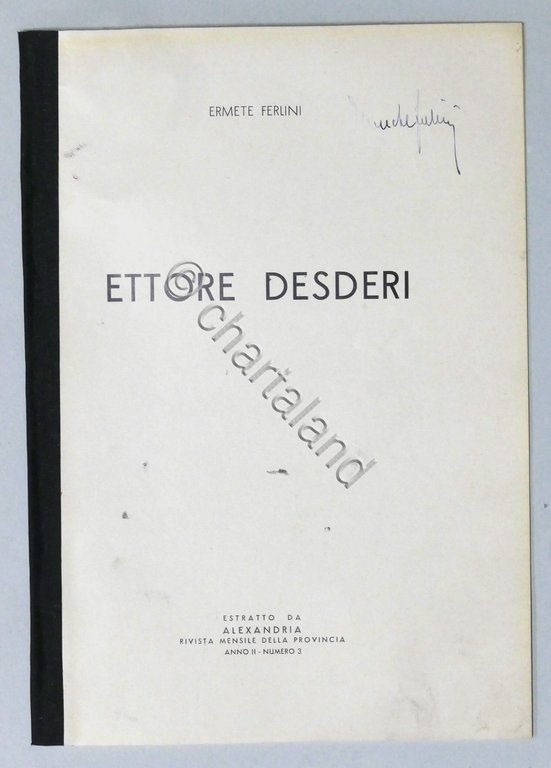 ERMETE FERLINI
ETTORE DESDERI
© chartaland
ESTRATTO DA
ALEXANDRIA
RIVISTA MENSILE DELLA PROVINCIA
ANNO II - NUMERO 3